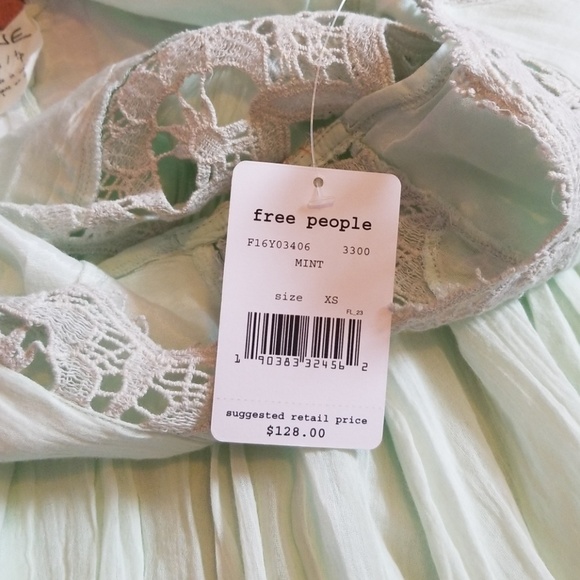 free people
F16Y03406 3300
MINT
size XS
FL_23
1 90383 32456 2
suggested retail price
$128.00